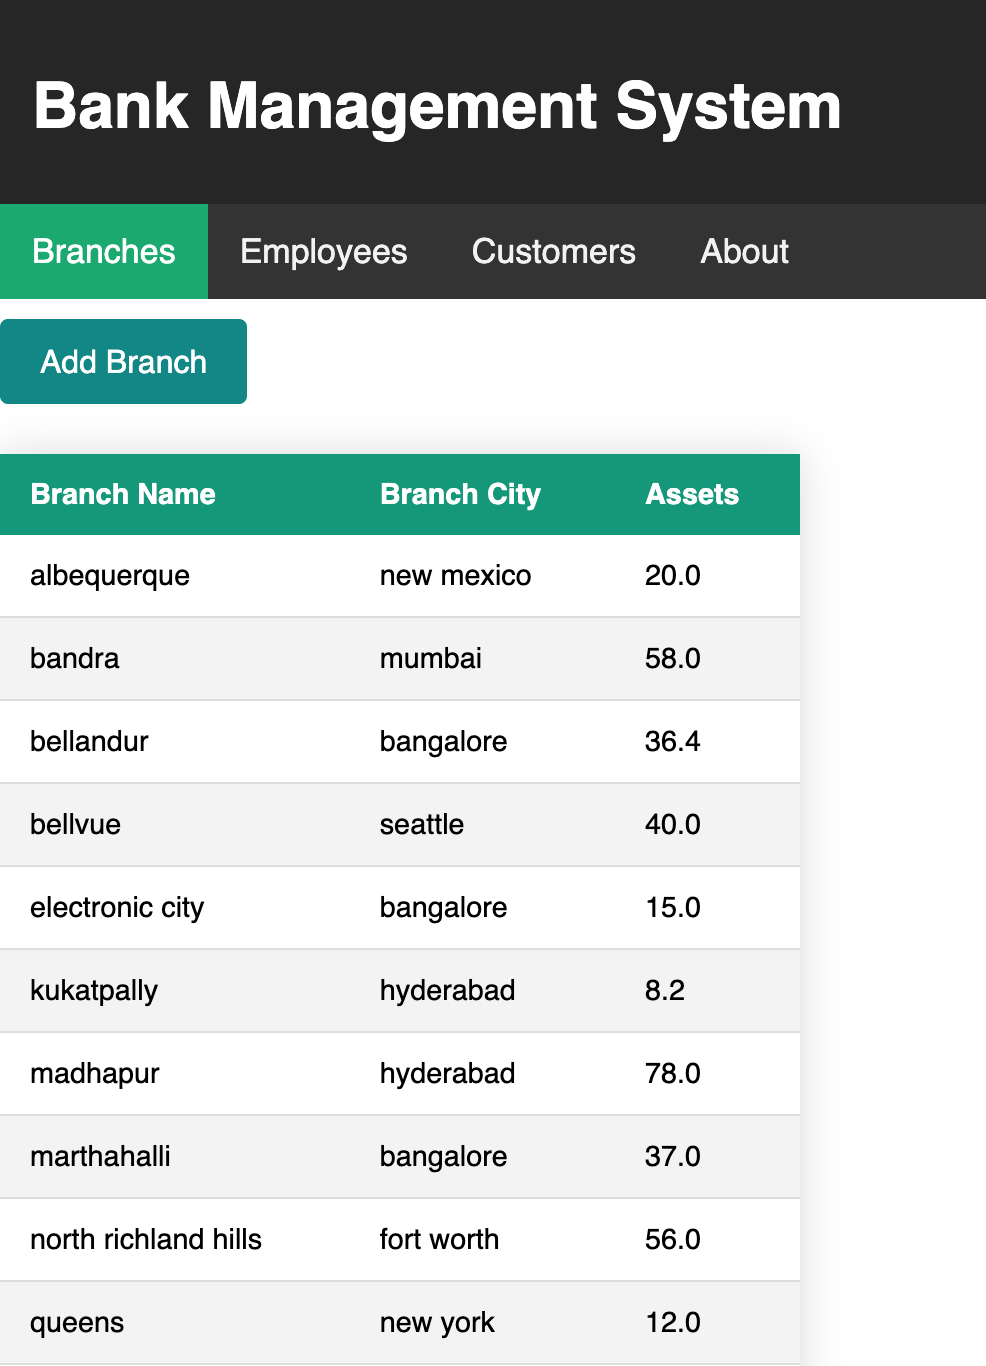 Bank Management System
Branches Employees Customers About
Add Branch
Branch Name Branch City Assets
albequerque new mexico 20.0
bandra mumbai 58.0
bellandur bangalore 36.4
bellvue seattle 40.0
electronic city bangalore 15.0
kukatpally hyderabad 8.2
madhapur hyderabad 78.0
marthahalli bangalore 37.0
north richland hills fort worth 56.0
queens new york 12.0